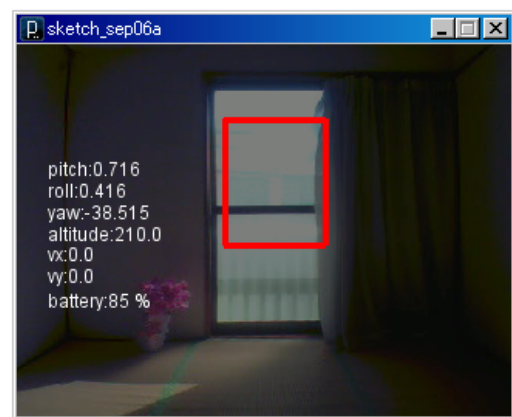 sketch_sep06a
pitch:0.716
roll:0.416
yaw:-38.515
altitude:210.0
vx:0.0
vy:0.0
battery:85 %